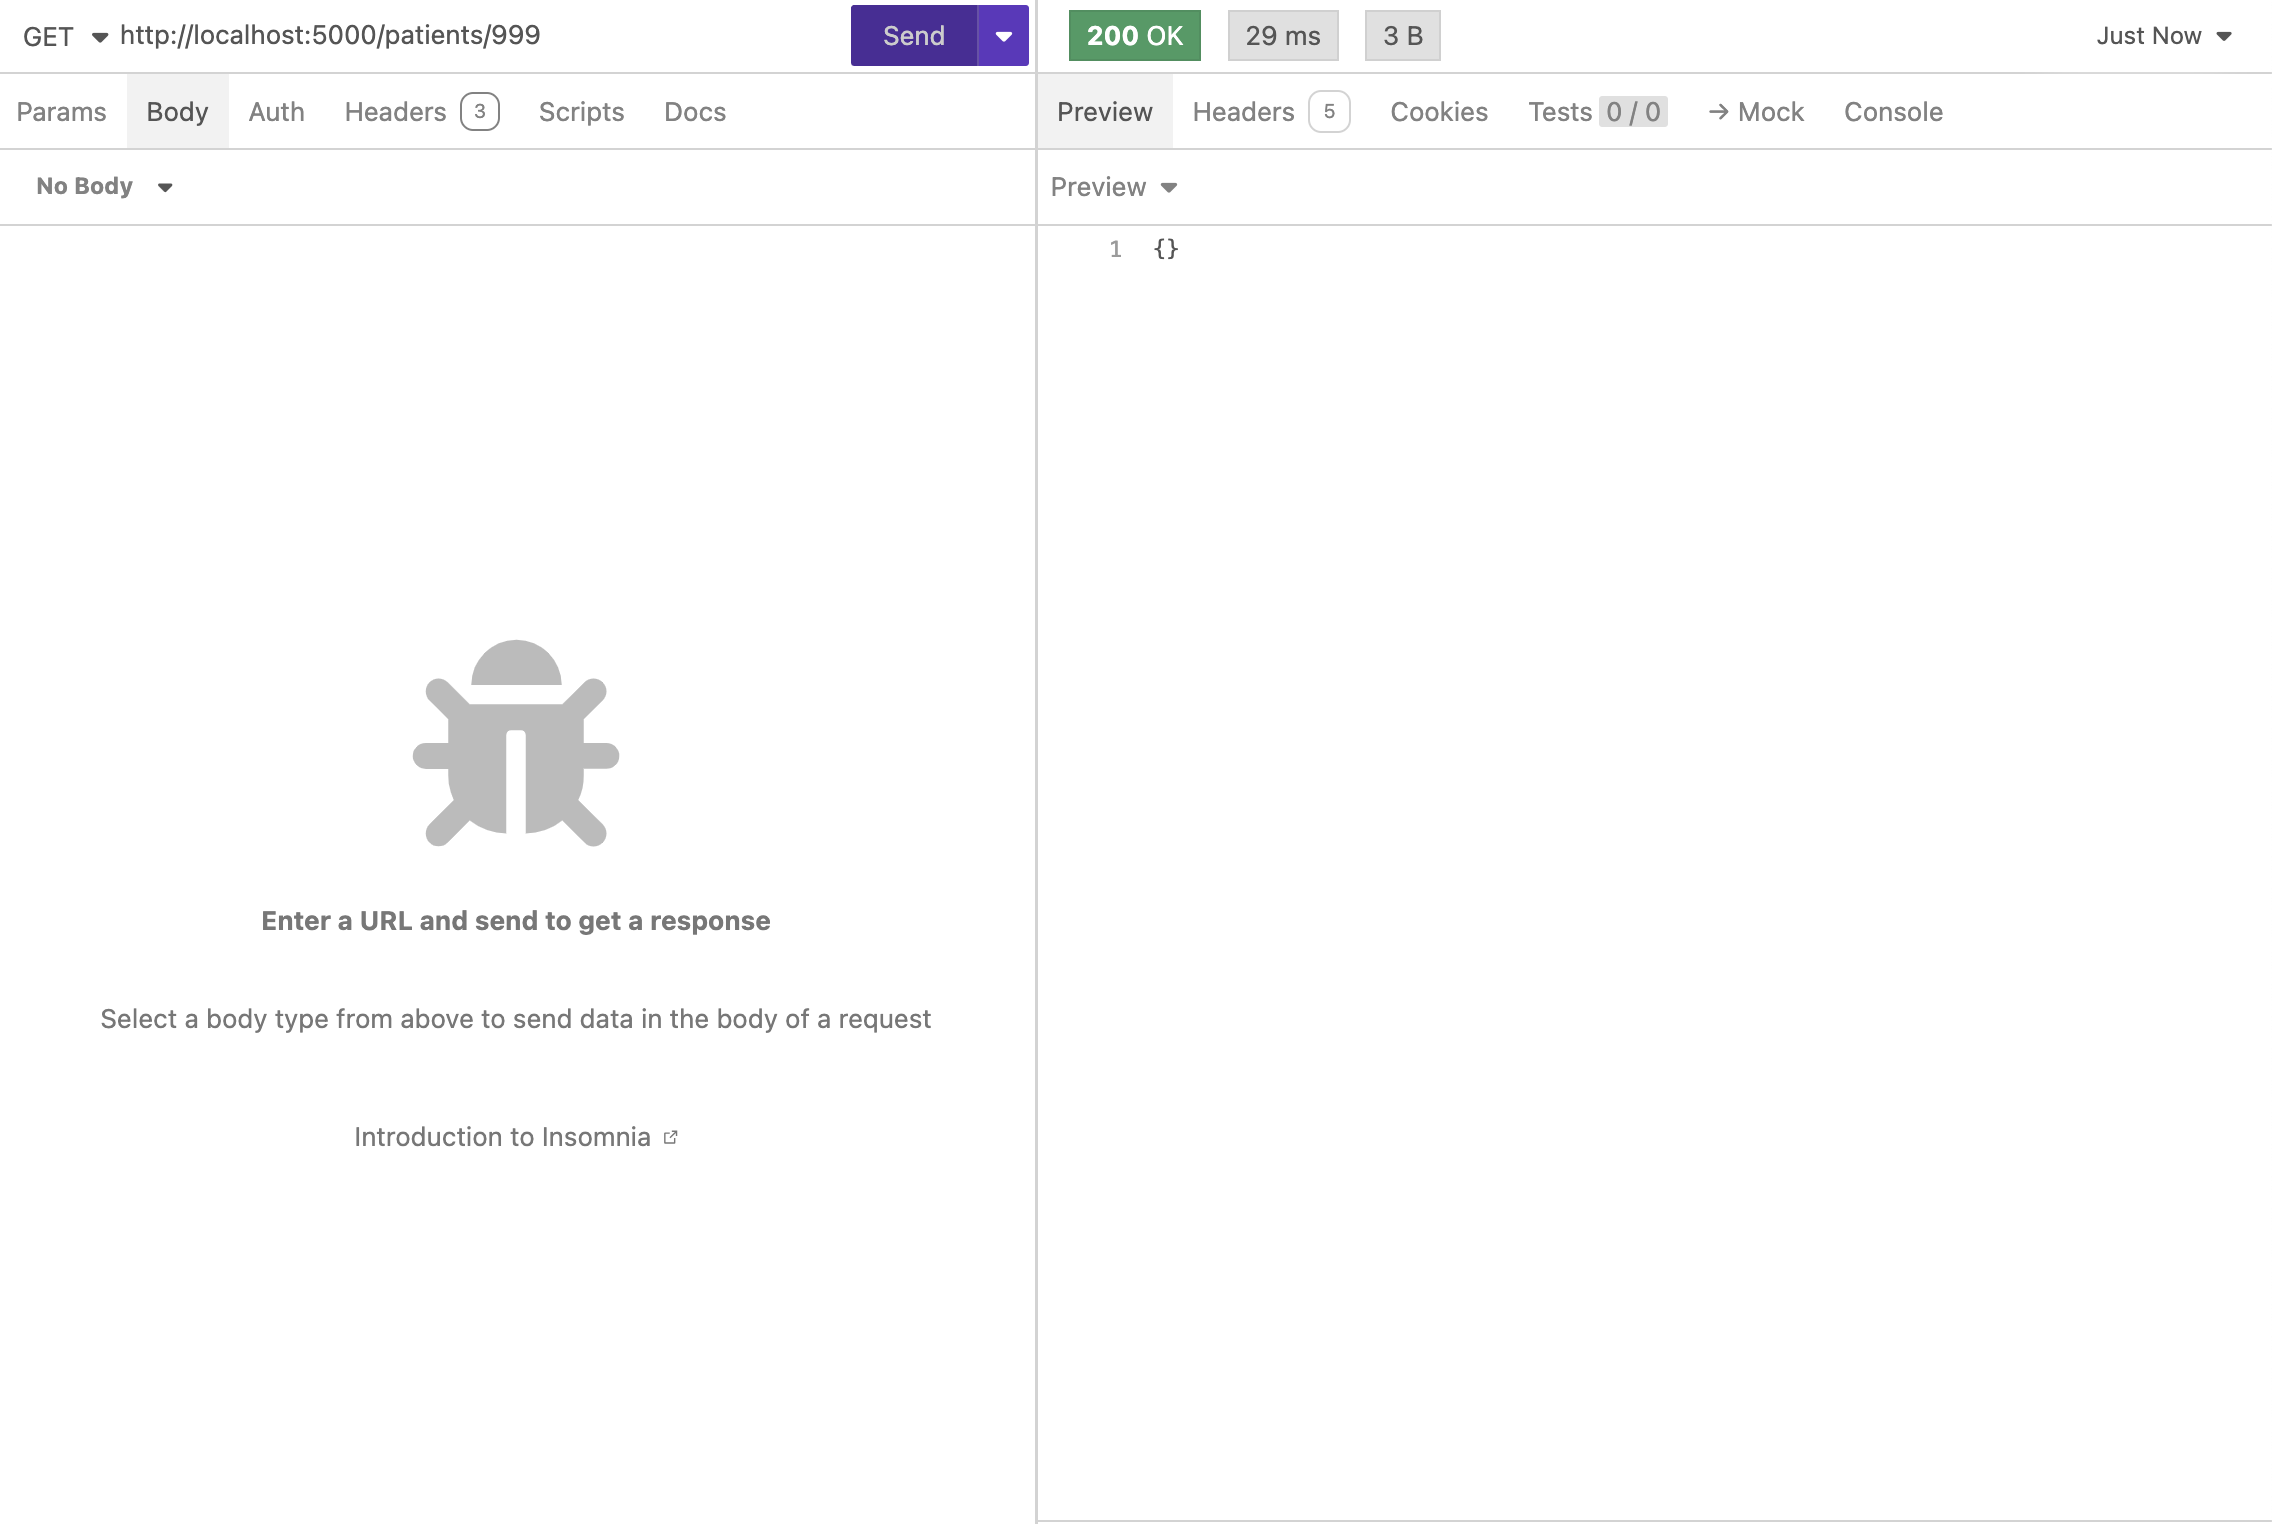 GET http://localhost:5000/patients/999 Send
Params Body Auth Headers 3 Scripts Docs
No Body
Enter a URL and send to get a response
Select a body type from above to send data in the body of a request
Introduction to Insomnia
200 OK 29 ms 3 B Just Now
Preview Headers 5 Cookies Tests 0 / 0 → Mock Console
Preview
1 {}